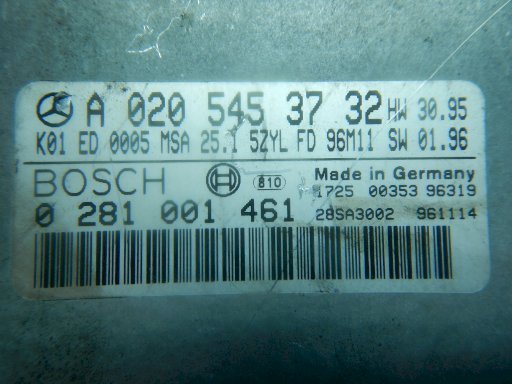 A 020 545 37 32 HW 30.95
K01 ED 0005 MSA 25.1 5ZYL FD 96M11 SW 01.96
BOSCH 810 Made in Germany
1725 00353 96319
0 281 001 461 28SA3002 961114